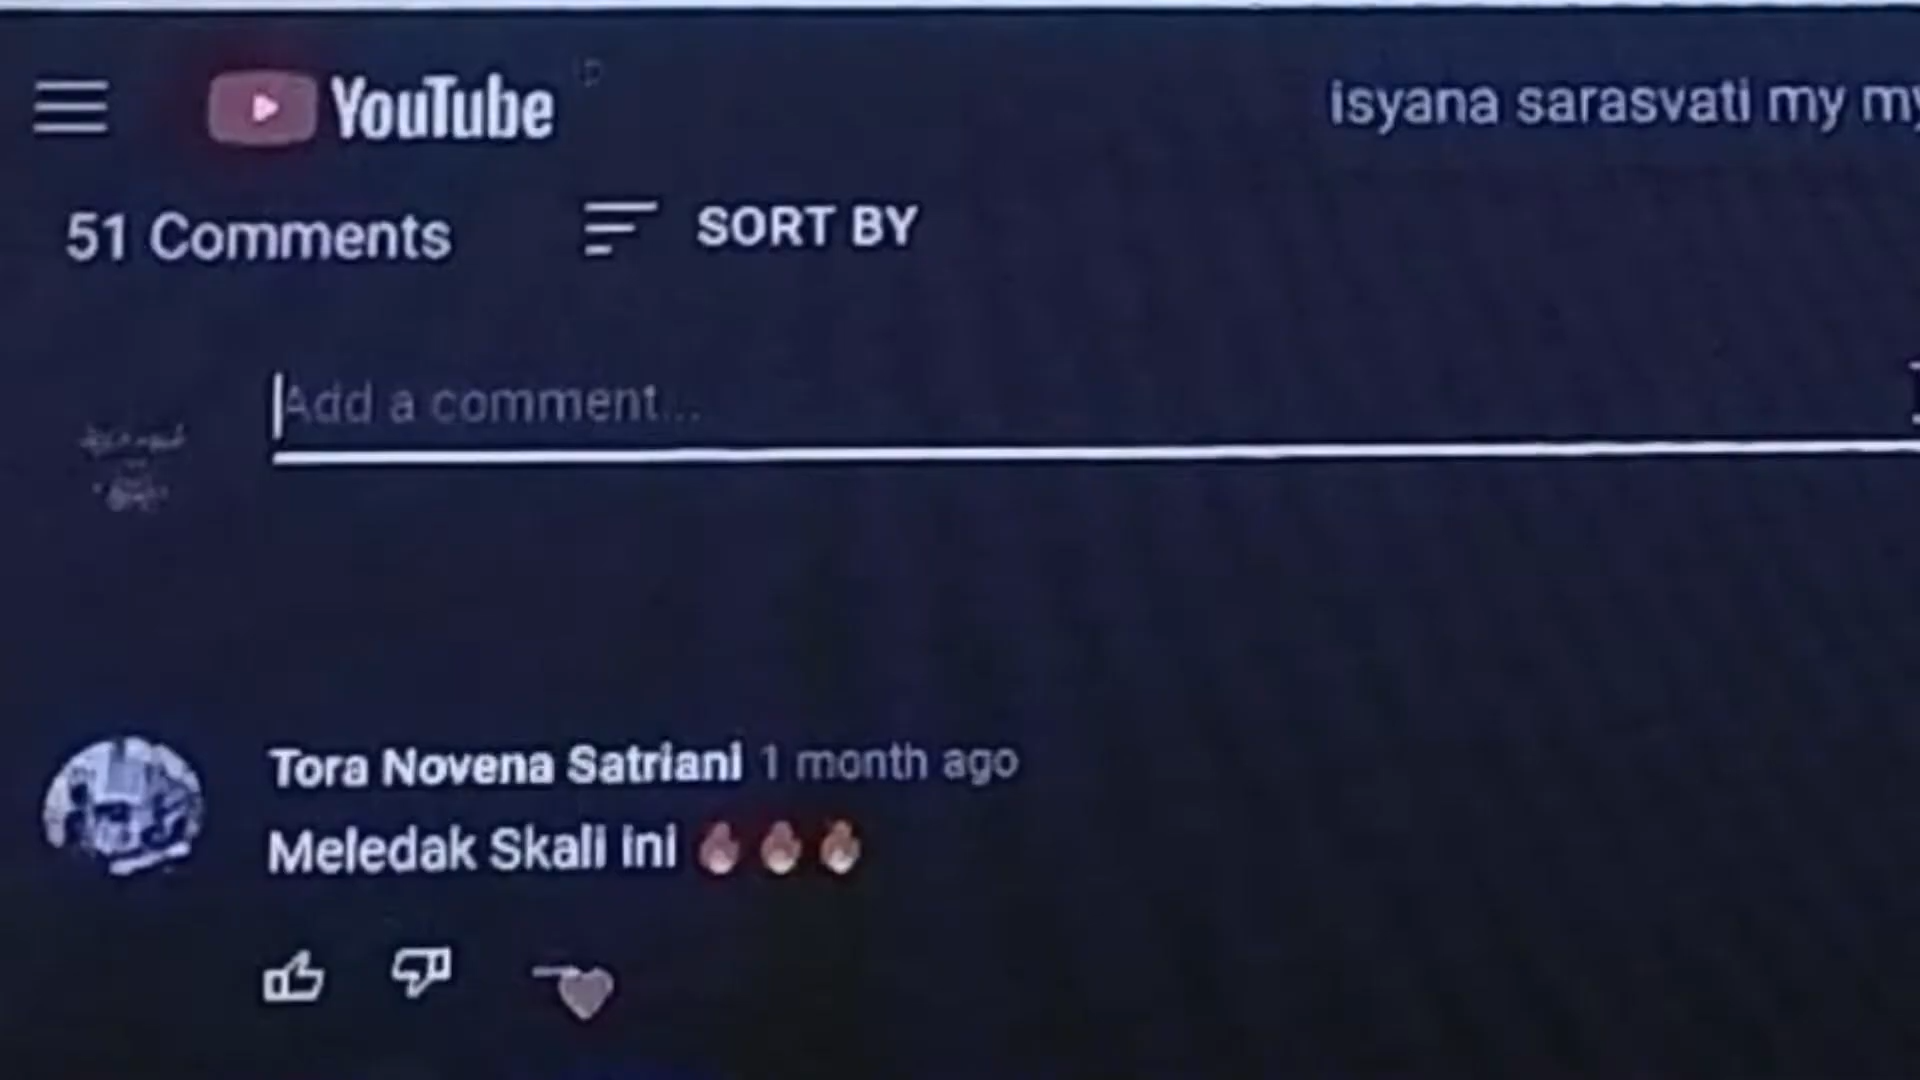 YouTube
isyana sarasvati my my
51 Comments
SORT BY
Add a comment...
Tora Novena Satriani 1 month ago
Meledak Skali ini 🔥🔥🔥